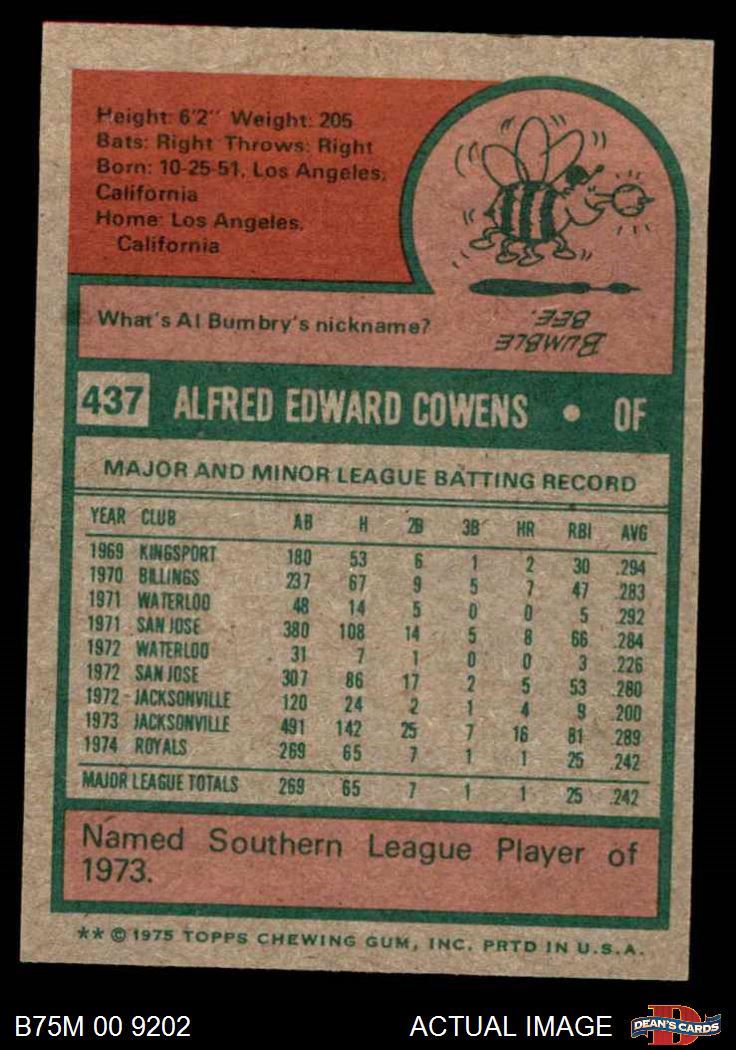 Height: 6'2" Weight: 205
Bats: Right Throws: Right
Born: 10-25-51, Los Angeles,
California
Home: Los Angeles,
California
What's Al Bumbry's nickname?
BUMBLE
BEE.
437 ALFRED EDWARD COWENS • OF
MAJOR AND MINOR LEAGUE BATTING RECORD
YEAR CLUB AB H 2B 3B HR RBI AVG
1969 KINGSPORT 180 53 6 1 2 30 .294
1970 BILLINGS 237 67 9 5 7 47 .283
1971 WATERLOO 48 14 5 0 0 5 .292
1971 SAN JOSE 380 108 14 5 8 66 .284
1972 WATERLOO 31 7 1 0 0 3 .226
1972 SAN JOSE 307 86 17 2 5 53 .280
1972 - JACKSONVILLE 120 24 2 1 4 9 .200
1973 JACKSONVILLE 491 142 25 7 16 81 .289
1974 ROYALS 269 65 7 1 1 25 .242
MAJOR LEAGUE TOTALS 269 65 7 1 1 25 .242
Named Southern League Player of
1973.
** © 1975 TOPPS CHEWING GUM, INC. PRTD IN U.S.A.
B75M 00 9202 ACTUAL IMAGE D DEAN'S CARDS